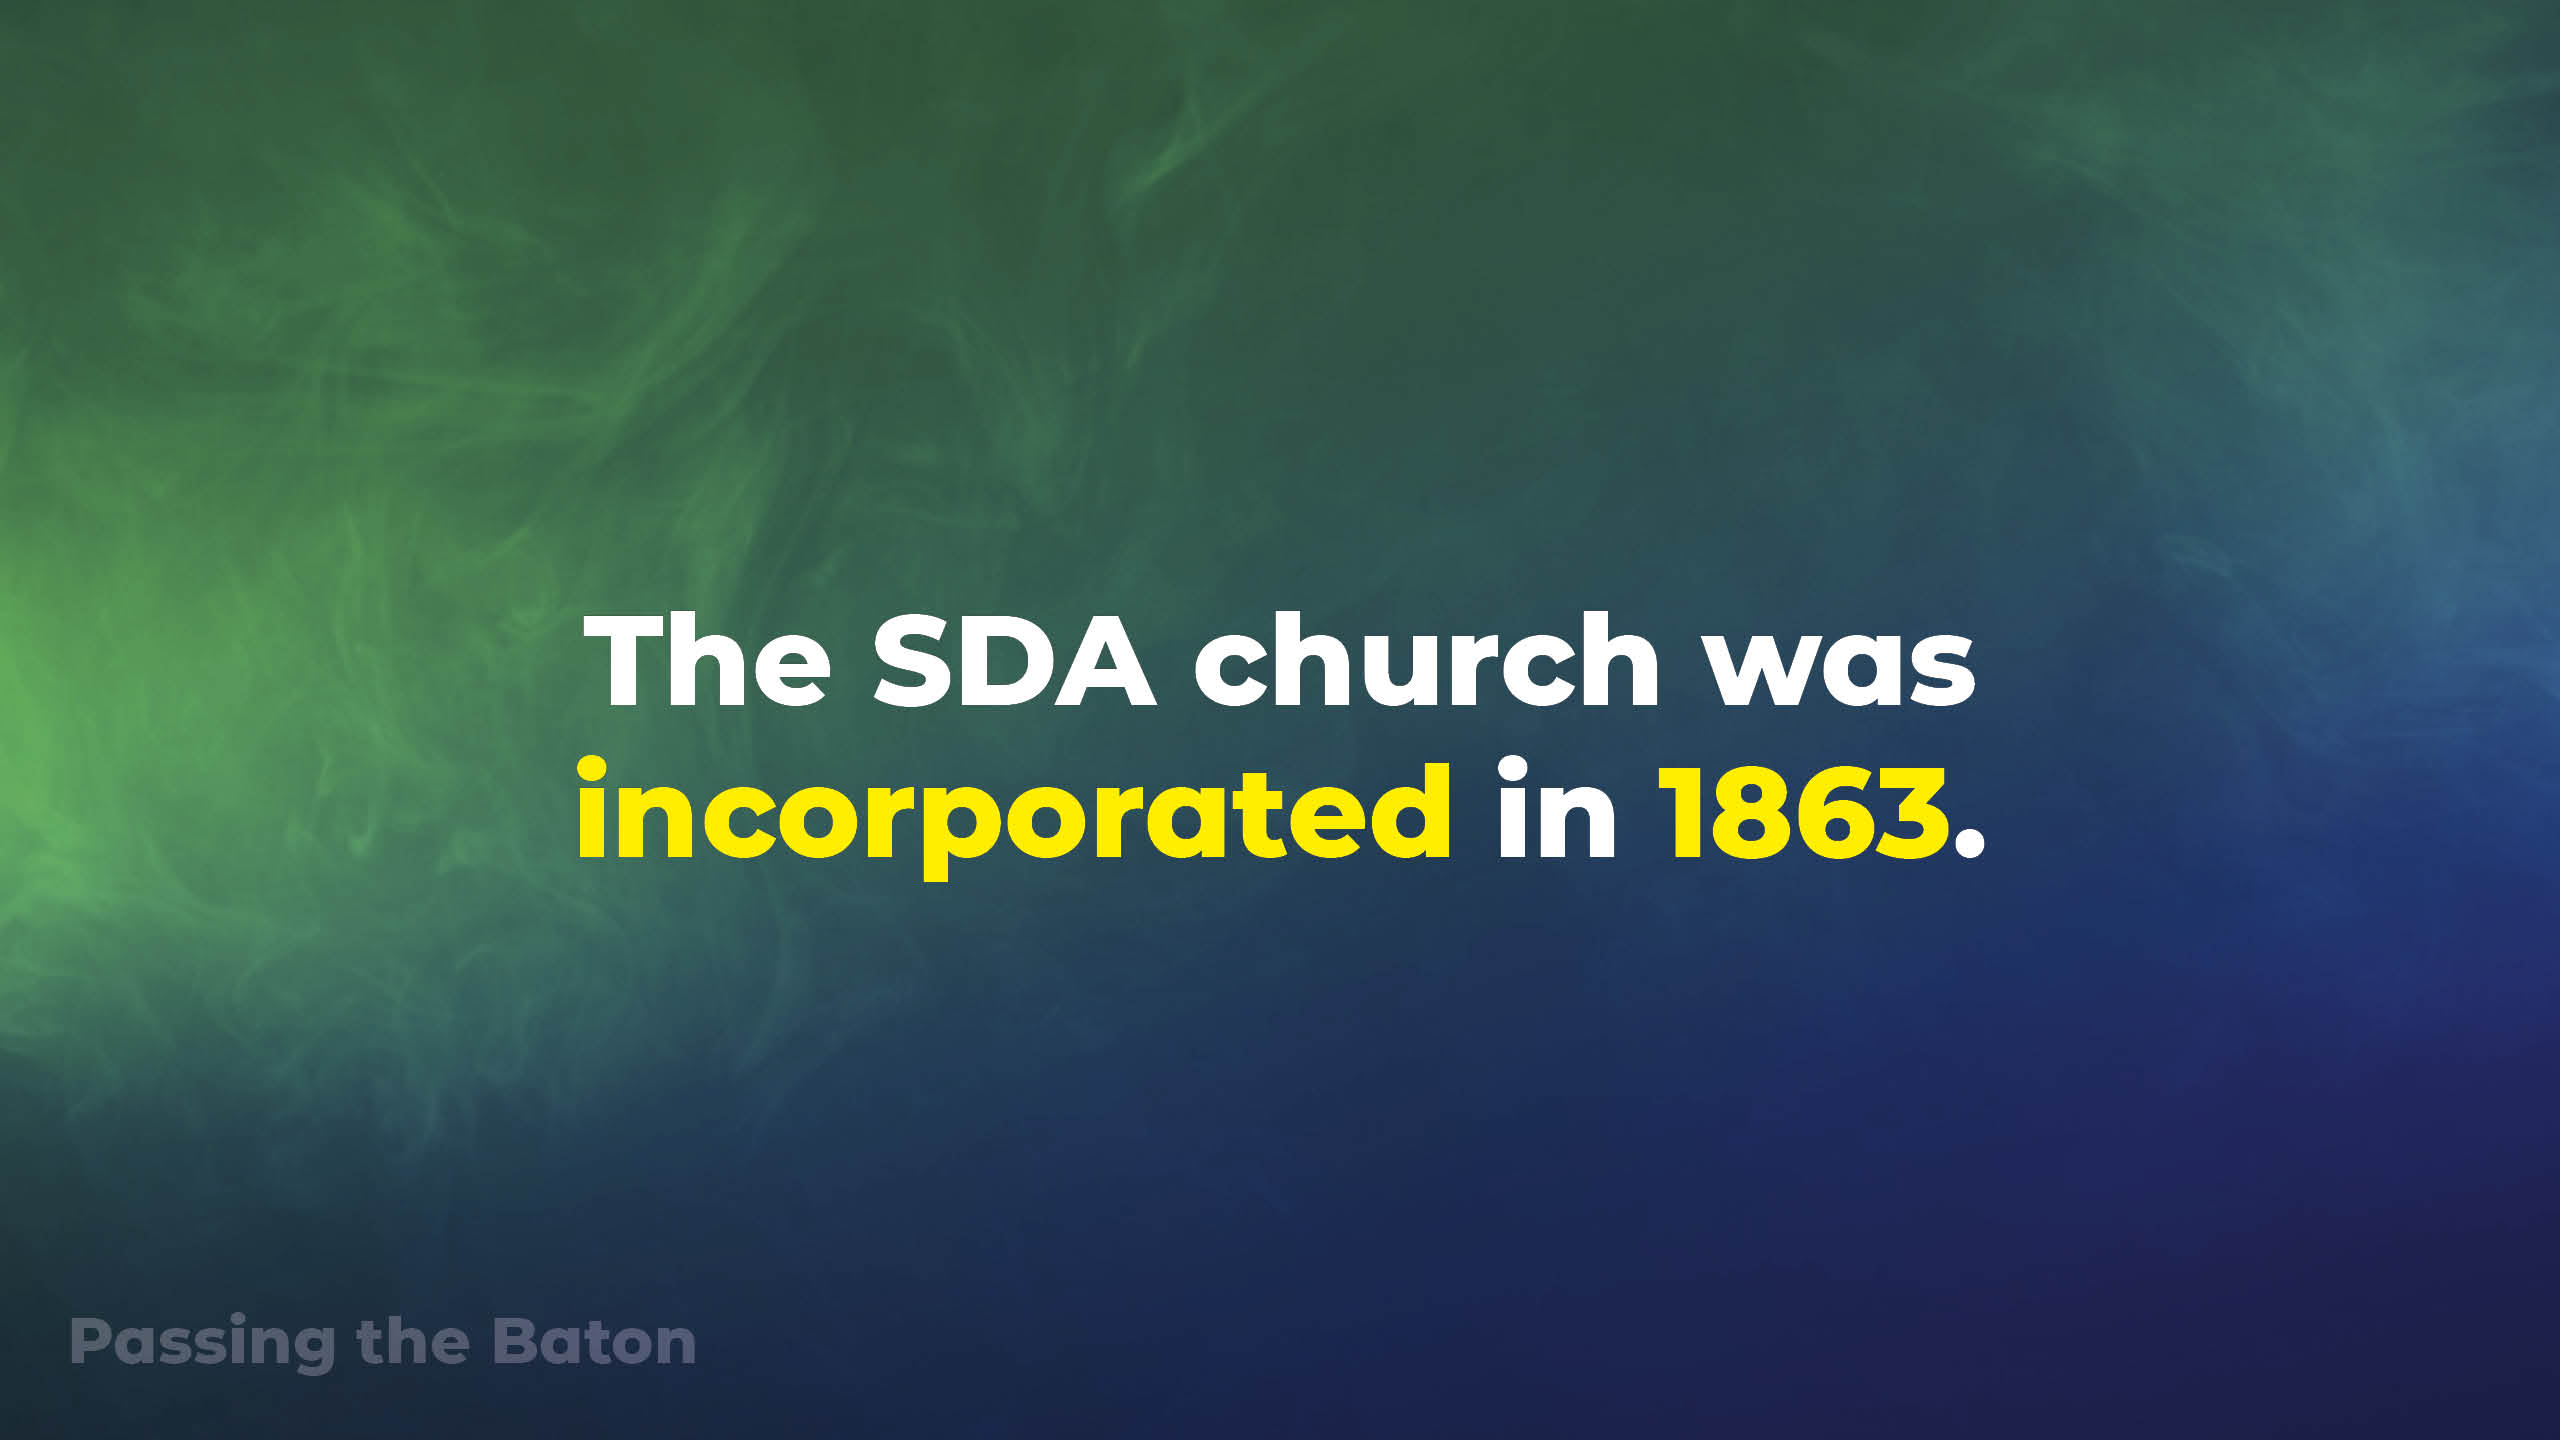 The SDA church was
incorporated in 1863.
Passing the Baton